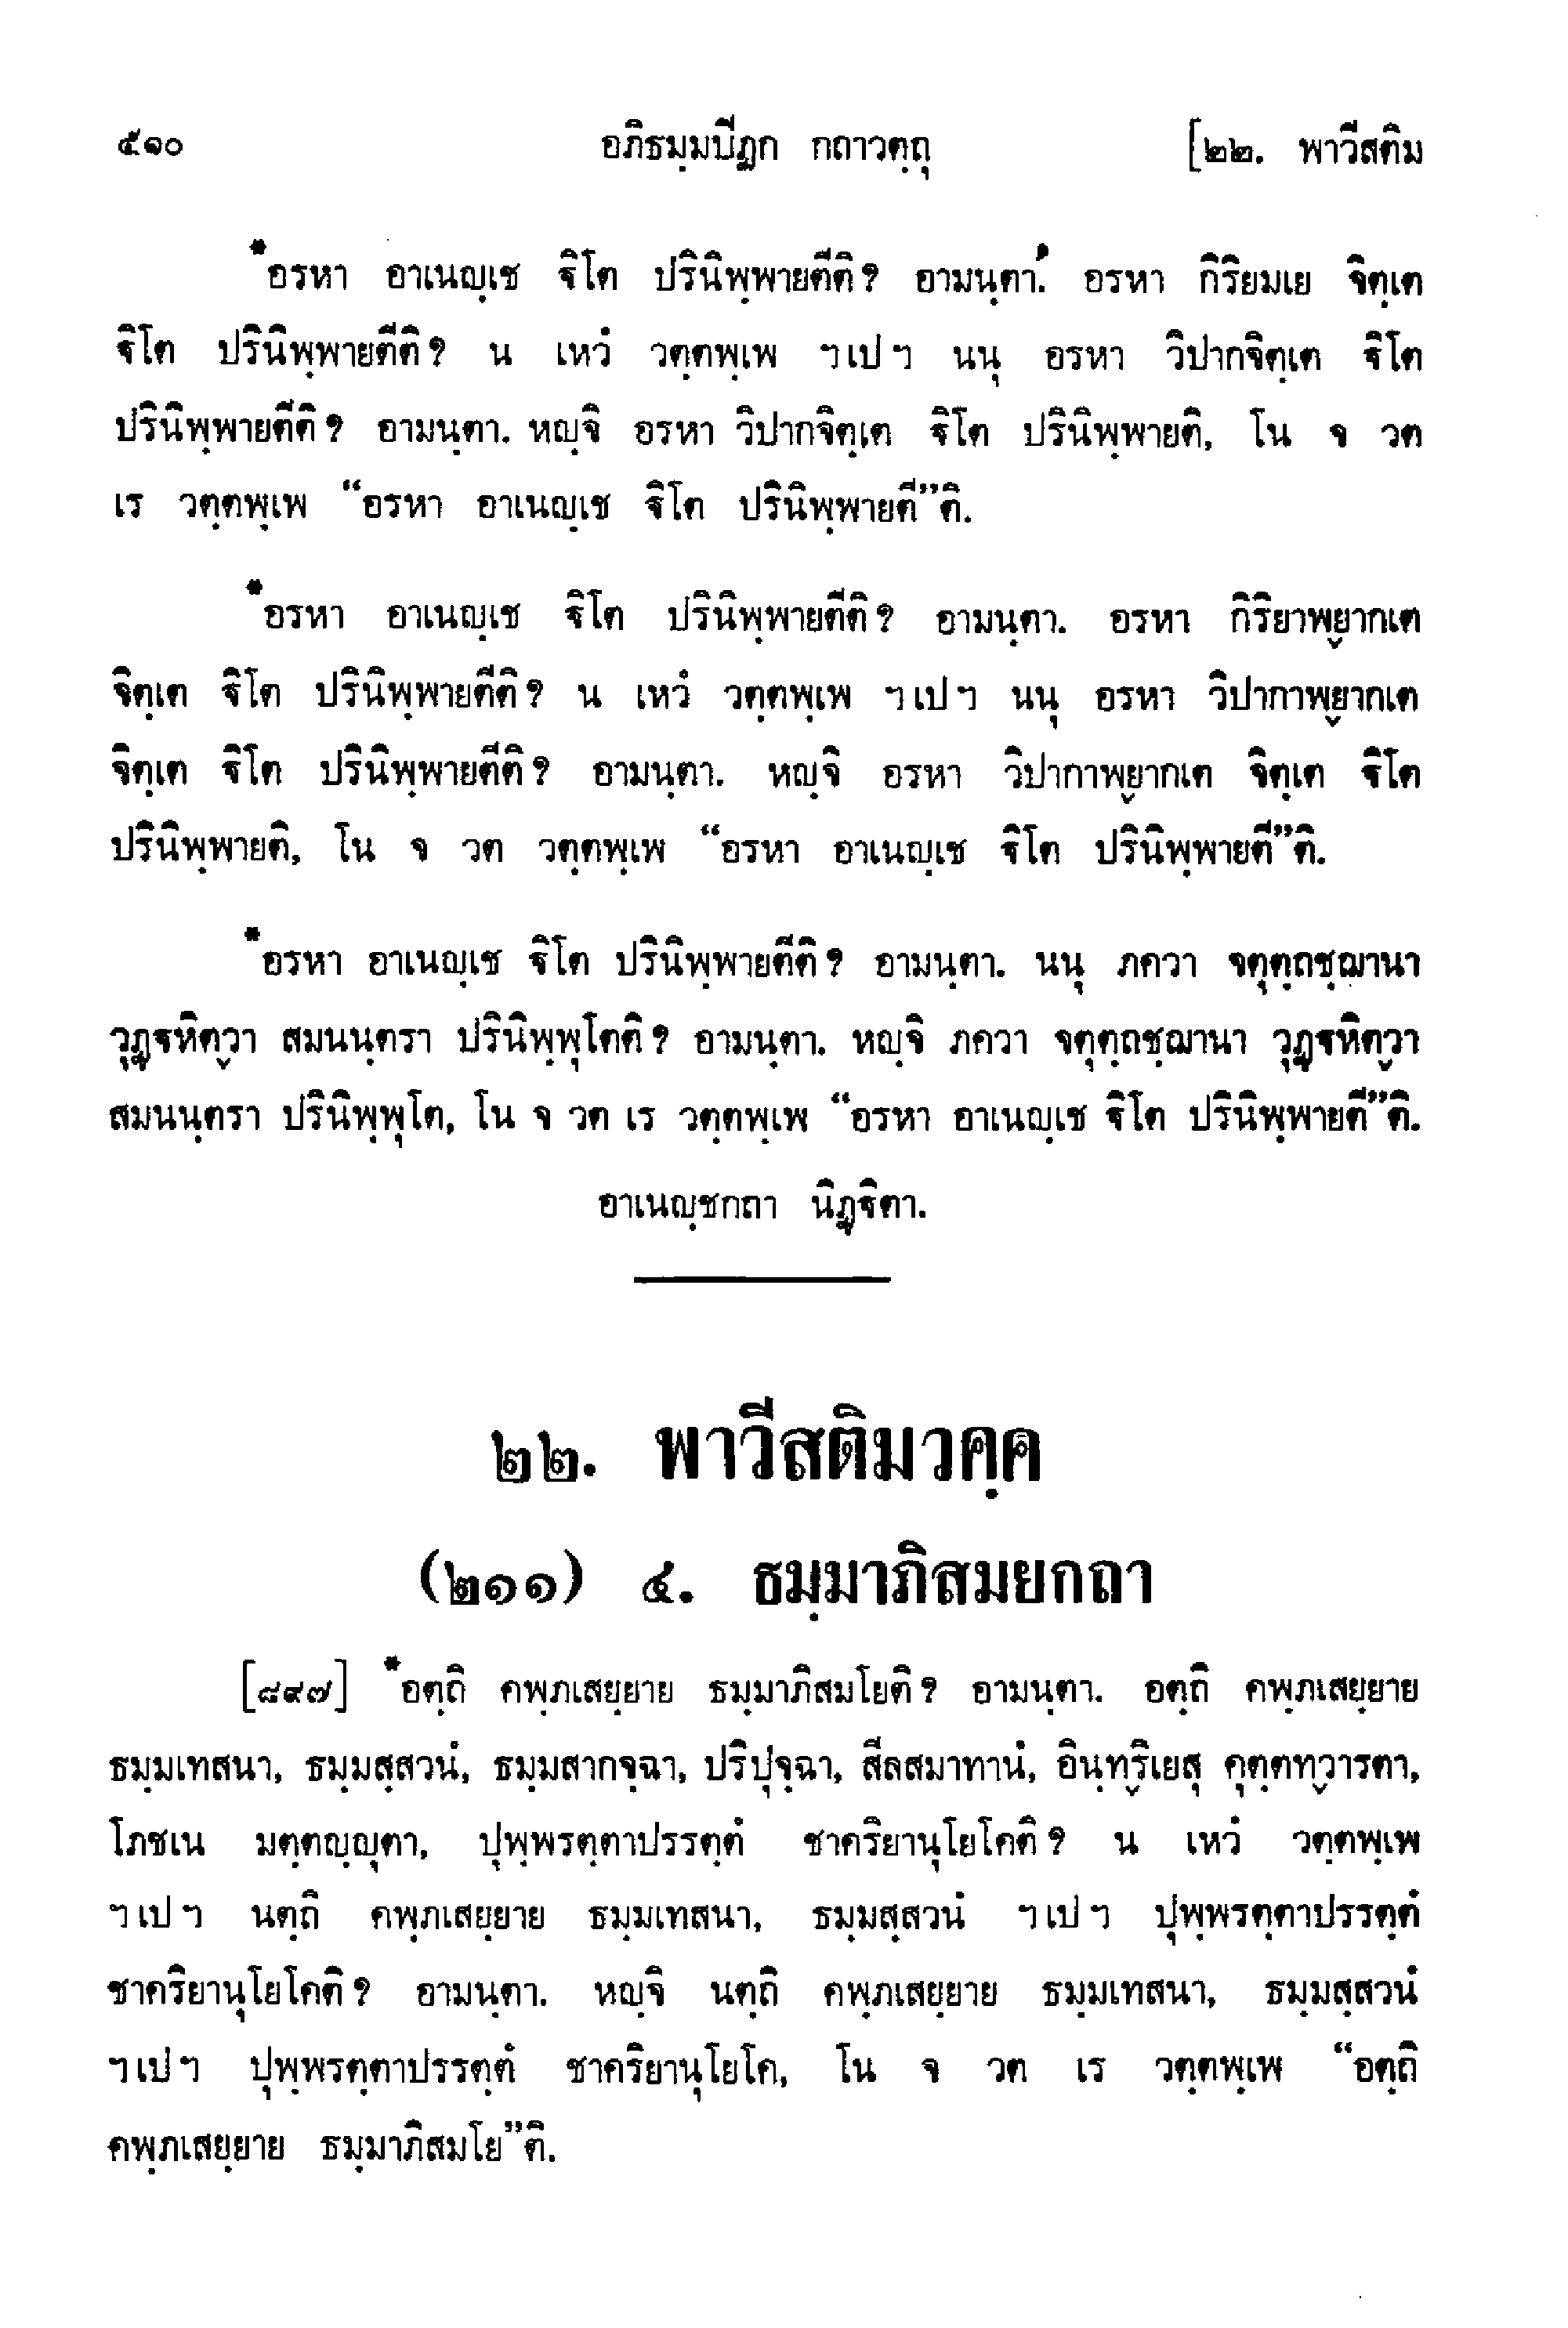 ๕๑๐ อภิธมฺมปีฏก กถาวตฺถุ [๒๒. พาวีสติม
*อรหา อาเนญฺเช ฐิโต ปรินิพฺพายตีติ? อามนฺตา. อรหา กิริยมเย จิตฺเต
ฐิโต ปรินิพฺพายตีติ? น เหวํ วตฺตพฺเพ ฯเปฯ นนุ อรหา วิปากจิตฺเต ฐิโต
ปรินิพฺพายตีติ? อามนฺตา. หญฺจิ อรหา วิปากจิตฺเต ฐิโต ปรินิพฺพายติ, โน จ วต
เร วตฺตพฺเพ “อรหา อาเนญฺเช ฐิโต ปรินิพฺพายตี”ติ.
*อรหา อาเนญฺเช ฐิโต ปรินิพฺพายตีติ? อามนฺตา. อรหา กิริยาพฺยากเต
จิตฺเต ฐิโต ปรินิพฺพายตีติ? น เหวํ วตฺตพฺเพ ฯเปฯ นนุ อรหา วิปากาพฺยากเต
จิตฺเต ฐิโต ปรินิพฺพายตีติ? อามนฺตา. หญฺจิ อรหา วิปากาพฺยากเต จิตฺเต ฐิโต
ปรินิพฺพายติ, โน จ วต วตฺตพฺเพ “อรหา อาเนญฺเช ฐิโต ปรินิพฺพายตี”ติ.
*อรหา อาเนญฺเช ฐิโต ปรินิพฺพายตีติ? อามนฺตา. นนุ ภควา จตุตฺถชฺฌานา
วุฏฺฐหิตฺวา สมนนฺตรา ปรินิพฺพุโตติ? อามนฺตา. หญฺจิ ภควา จตุตฺถชฺฌานา วุฏฺฐหิตฺวา
สมนนฺตรา ปรินิพฺพุโต, โน จ วต เร วตฺตพฺเพ “อรหา อาเนญฺเช ฐิโต ปรินิพฺพายตี”ติ.
อาเนญฺชกถา นิฏฺฐิตา.
๒๒. พาวีสติมวคฺค
(๒๑๑) ๔. ธมฺมาภิสมยกถา
[๘๙๗] *อตฺถิ คพฺภเสยฺยาย ธมฺมาภิสมโยติ? อามนฺตา. อตฺถิ คพฺภเสยฺยาย
ธมฺมเทสนา, ธมฺมสฺสวนํ, ธมฺมสากจฺฉา, ปริปุจฺฉา, สีลสมาทานํ, อินฺทฺริเยสุ คุตฺตทฺวารตา,
โภชเน มตฺตญฺญุตา, ปุพฺพรตฺตาปรรตฺตํ ชาคริยานุโยโคติ? น เหวํ วตฺตพฺเพ
ฯเปฯ นตฺถิ คพฺภเสยฺยาย ธมฺมเทสนา, ธมฺมสฺสวนํ ฯเปฯ ปุพฺพรตฺตาปรรตฺตํ
ชาคริยานุโยโคติ? อามนฺตา. หญฺจิ นตฺถิ คพฺภเสยฺยาย ธมฺมเทสนา, ธมฺมสฺสวนํ
ฯเปฯ ปุพฺพรตฺตาปรรตฺตํ ชาคริยานุโยโค, โน จ วต เร วตฺตพฺเพ “อตฺถิ
คพฺภเสยฺยาย ธมฺมาภิสมโย”ติ.